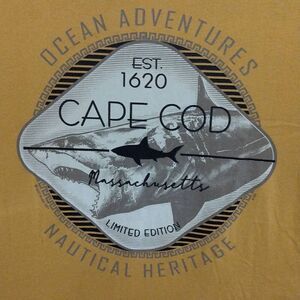 OCEAN ADVENTURES
EST.
1620
CAPE COD
Massachusetts
LIMITED EDITION
NAUTICAL HERITAGE